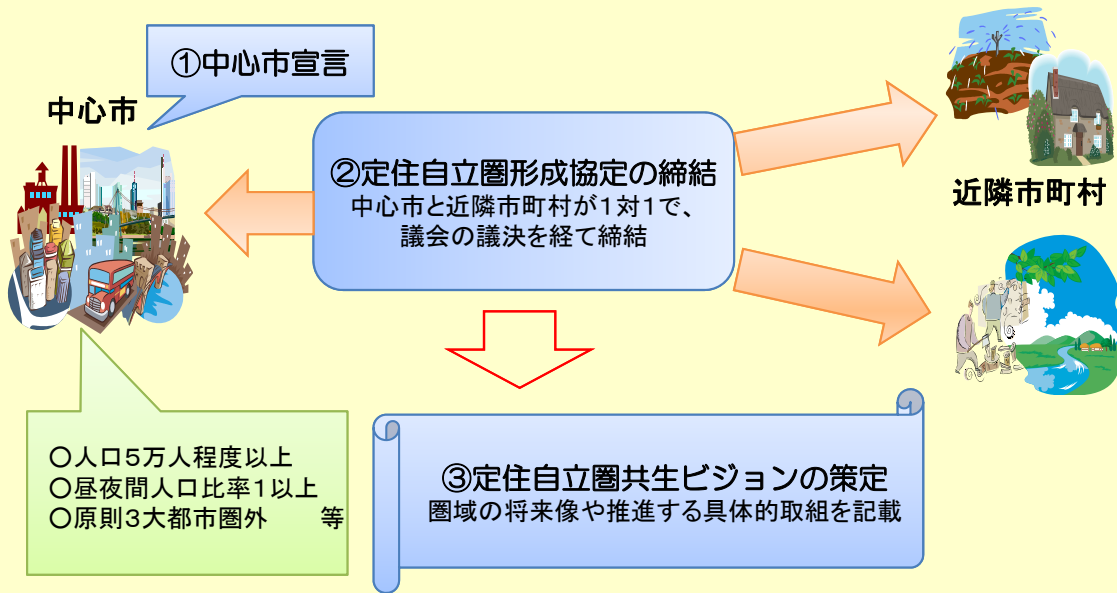 ①中心市宣言
中心市
②定住自立圏形成協定の締結
中心市と近隣市町村が1対1で、
議会の議決を経て締結
近隣市町村
○人口5万人程度以上
○昼夜間人口比率1以上
○原則3大都市圏外　等
③定住自立圏共生ビジョンの策定
圏域の将来像や推進する具体的取組を記載